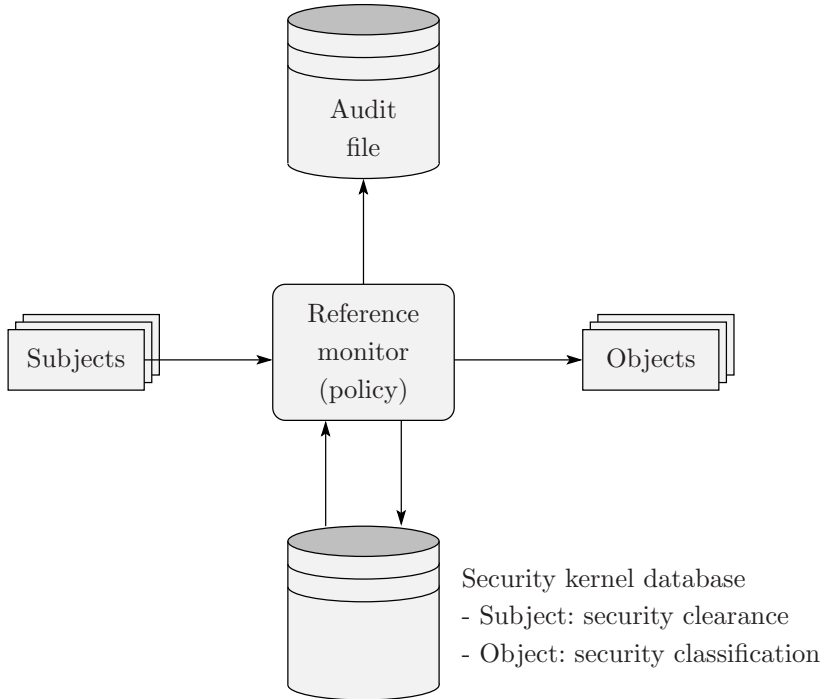 Audit
file
Subjects
Reference
monitor
(policy)
Objects
Security kernel database
- Subject: security clearance
- Object: security classification